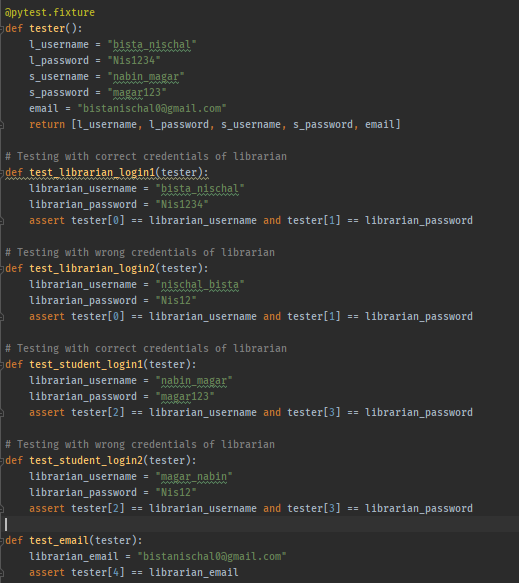 @pytest.fixture
def tester():
    l_username = "bista_nischal"
    l_password = "Nis1234"
    s_username = "nabin_magar"
    s_password = "magar123"
    email = "bistanischal0@gmail.com"
    return [l_username, l_password, s_username, s_password, email]

# Testing with correct credentials of librarian
def test_librarian_login1(tester):
    librarian_username = "bista_nischal"
    librarian_password = "Nis1234"
    assert tester[0] == librarian_username and tester[1] == librarian_password

# Testing with wrong credentials of librarian
def test_librarian_login2(tester):
    librarian_username = "nischal_bista"
    librarian_password = "Nis12"
    assert tester[0] == librarian_username and tester[1] == librarian_password

# Testing with correct credentials of librarian
def test_student_login1(tester):
    librarian_username = "nabin_magar"
    librarian_password = "magar123"
    assert tester[2] == librarian_username and tester[3] == librarian_password

# Testing with wrong credentials of librarian
def test_student_login2(tester):
    librarian_username = "magar_nabin"
    librarian_password = "Nis12"
    assert tester[2] == librarian_username and tester[3] == librarian_password

def test_email(tester):
    librarian_email = "bistanischal0@gmail.com"
    assert tester[4] == librarian_email